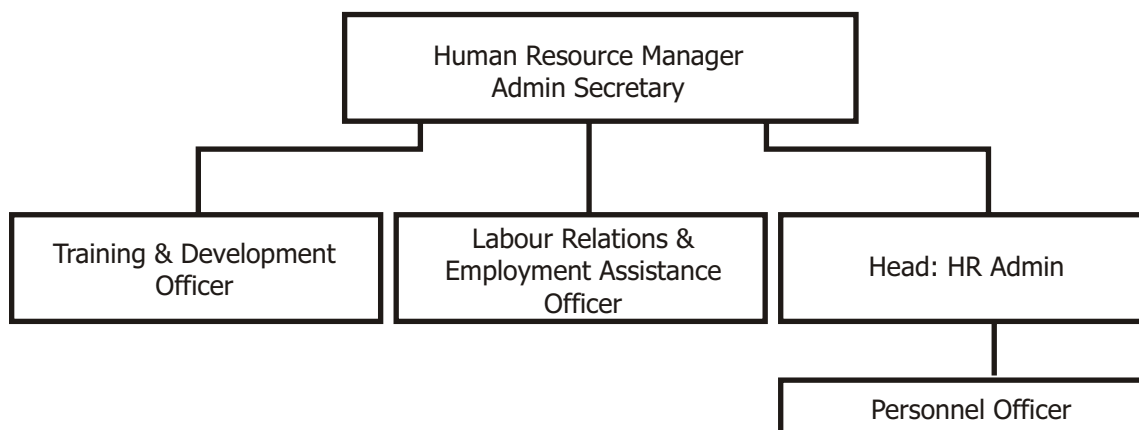 Human Resource Manager
Admin Secretary
Training & Development
Officer
Labour Relations &
Employment Assistance
Officer
Head: HR Admin
Personnel Officer